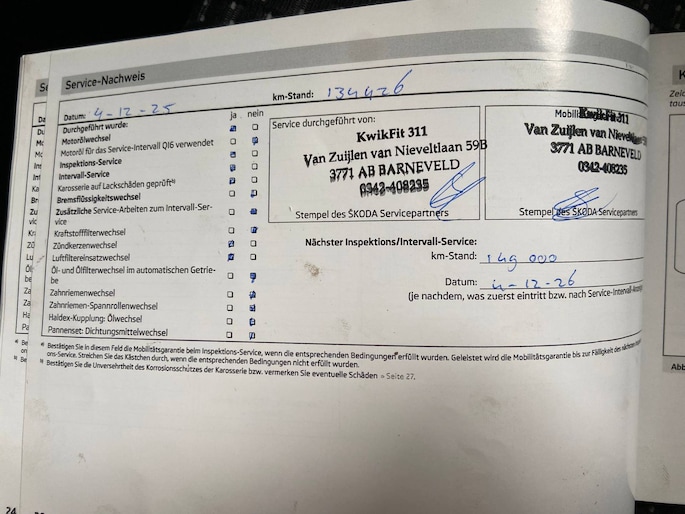 Service-Nachweis
Datum: 4-12-25
km-Stand: 134426
ja nein
Durchgeführt wurde:
Motorölwechsel
Motoröl für das Service-Intervall QI6 verwendet
Inspektions-Service
Intervall-Service
Karosserie auf Lackschäden geprüft
Bremsflüssigkeitswechsel
Zusätzliche Service-Arbeiten zum Intervall-Ser-
vice
Kraftstofffilterwechsel
Zündkerzenwechsel
Luftfiltereinsatzwechsel
Öl- und Ölfilterwechsel im automatischen Getrie-
be
Zahnriemenwechsel
Zahnriemen-Spannrollenwechsel
Haldex-Kupplung: Ölwechsel
Pannenset: Dichtungsmittelwechsel
Service durchgeführt von:
KwikFit 311
Van Zuijlen van Nieveltlaan 59B
3771 AB BARNEVELD
0342-408235
Stempel des ŠKODA Servicepartners
KwikFit 311
Van Zuijlen van
3771 AB BARNEVELD
0342-408235
Stempel des ŠKODA Servicepartners
Nächster Inspektions/Intervall-Service:
km-Stand: 149 000
Datum: 4-12-26
(je nachdem, was zuerst eintritt bzw. nach Service-Intervall-
Bestätigen Sie in diesem Feld die Mobilitätsgarantie beim Inspektions-Service, wenn die entsprechenden Bedingungen erfüllt wurden. Geleistet wird die Mobilitätsgarantie bis zur Fälligkeit des nächsten
ons-Service. Streichen Sie das Kästchen durch, wenn die entsprechenden Bedingungen nicht erfüllt wurden.
Bestätigen Sie die Unversehrtheit des Korrosionsschutzes der Karosserie bzw. vermerken Sie eventuelle Schäden » Seite 27.
24